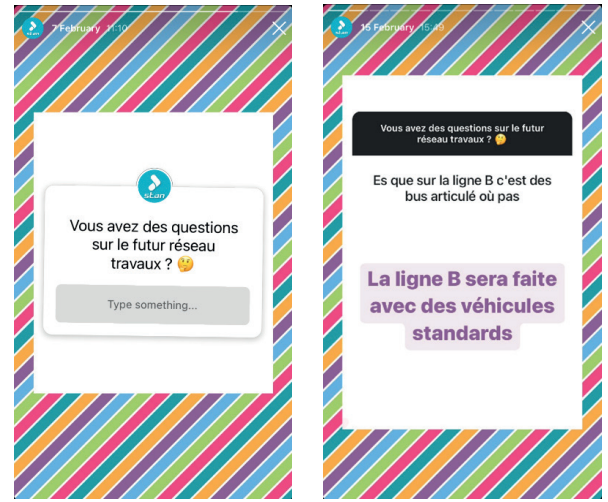 stan
7 February 11:10
stan
Vous avez des questions
sur le futur réseau
travaux ? 🤔
Type something...
stan
15 February 15:49
Vous avez des questions sur le futur
réseau travaux ? 🤔
Es que sur la ligne B c'est des
bus articulé où pas
La ligne B sera faite
avec des véhicules
standards